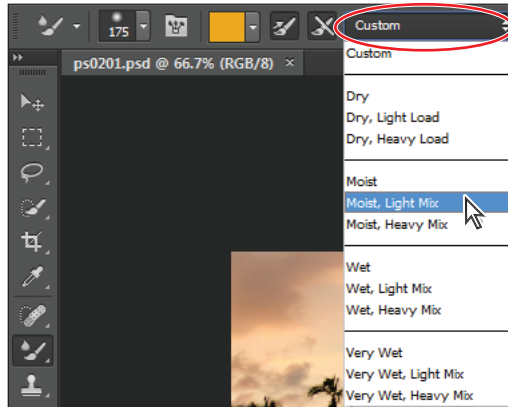 175
Custom
ps0201.psd @ 66.7% (RGB/8) ×
Custom
Dry
Dry, Light Load
Dry, Heavy Load
Moist
Moist, Light Mix
Moist, Heavy Mix
Wet
Wet, Light Mix
Wet, Heavy Mix
Very Wet
Very Wet, Light Mix
Very Wet, Heavy Mix